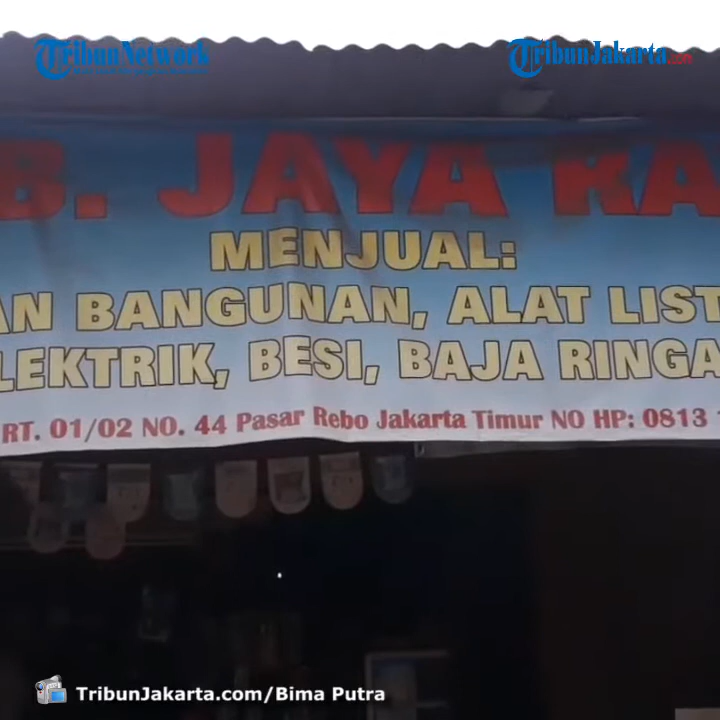 TribunNetwork TribunJakarta.com
B. JAYA RA
MENJUAL:
AN BANGUNAN, ALAT LIST
LEKTRIK, BESI, BAJA RINGA
RT. 01/02 NO. 44 Pasar Rebo Jakarta Timur NO HP: 0813
TribunJakarta.com/Bima Putra